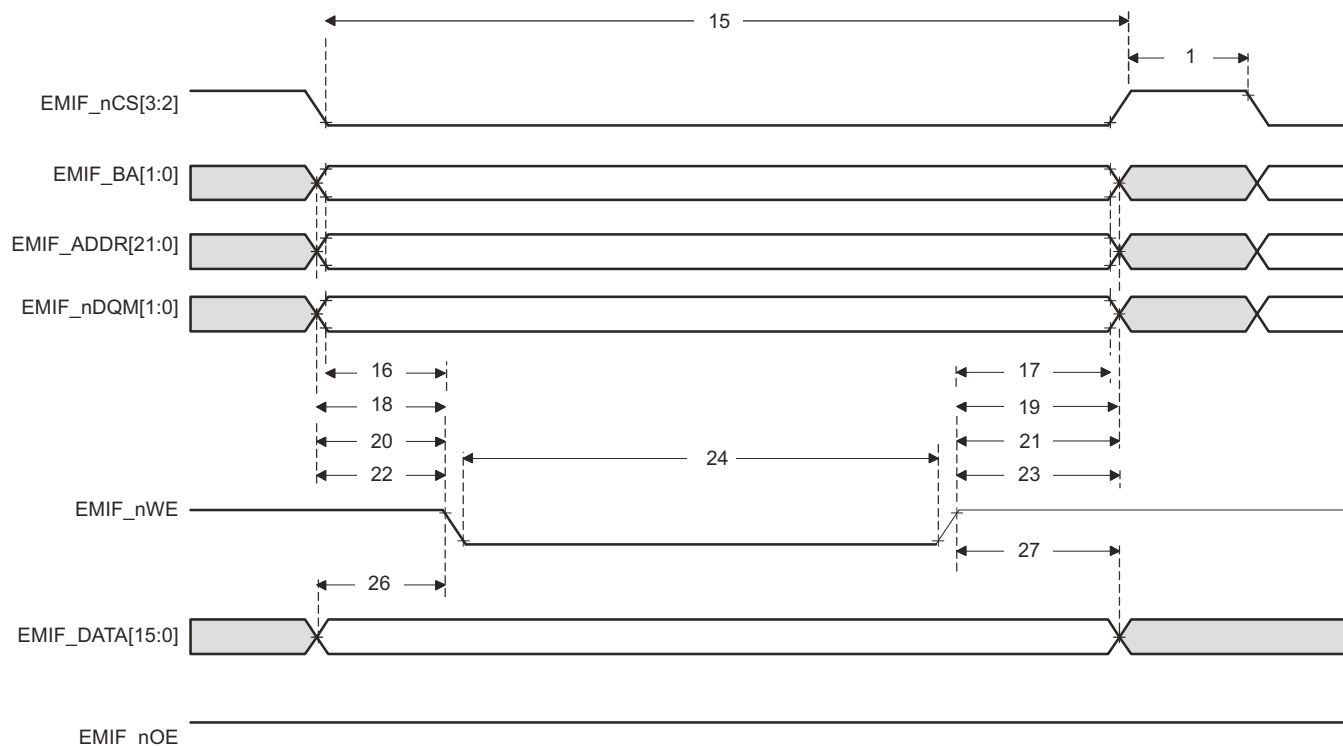 15
1
EMIF_nCS[3:2]
EMIF_BA[1:0]
EMIF_ADDR[21:0]
EMIF_nDQM[1:0]
16
17
18
19
20
21
24
22
23
EMIF_nWE
27
26
EMIF_DATA[15:0]
EMIF_nOE